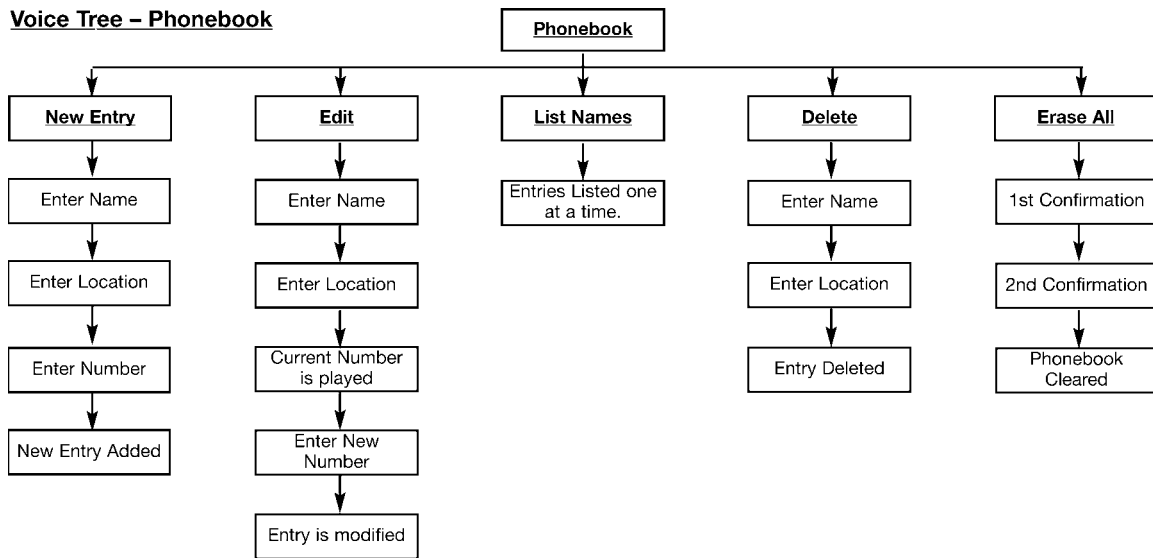 Voice Tree – Phonebook
Phonebook
New Entry
Enter Name
Enter Location
Enter Number
New Entry Added
Edit
Enter Name
Enter Location
Current Number
is played
Enter New
Number
Entry is modified
List Names
Entries Listed one
at a time.
Delete
Enter Name
Enter Location
Entry Deleted
Erase All
1st Confirmation
2nd Confirmation
Phonebook
Cleared